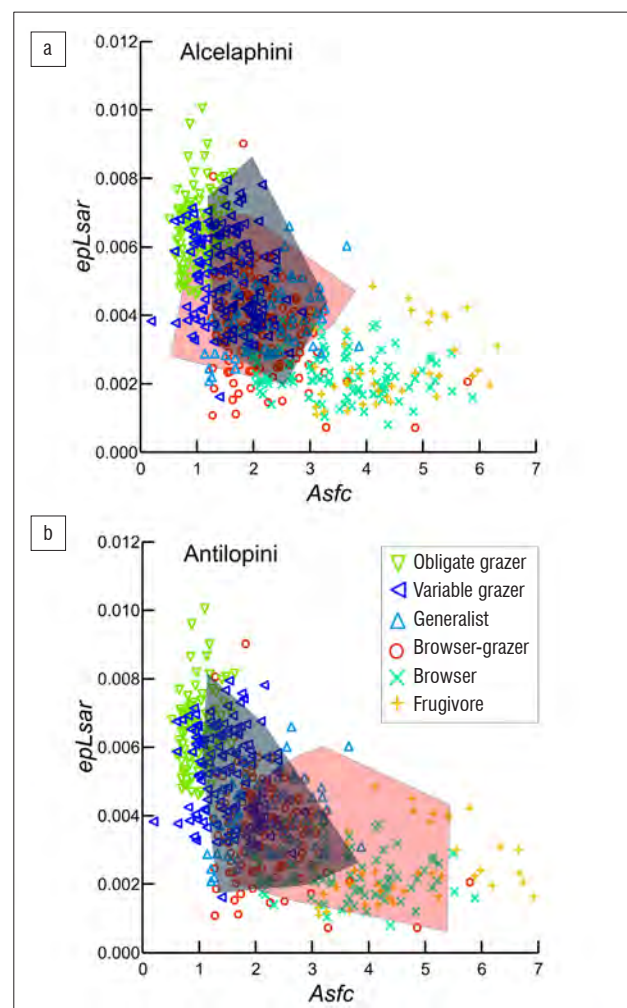 a
Alcelaphini
0.012
0.010
0.008
0.006
0.004
0.002
0.000
epLsar
0 1 2 3 4 5 6 7
Asfc
b
Antilopini
0.012
0.010
0.008
0.006
0.004
0.002
0.000
epLsar
Obligate grazer
Variable grazer
Generalist
Browser-grazer
Browser
Frugivore
0 1 2 3 4 5 6 7
Asfc